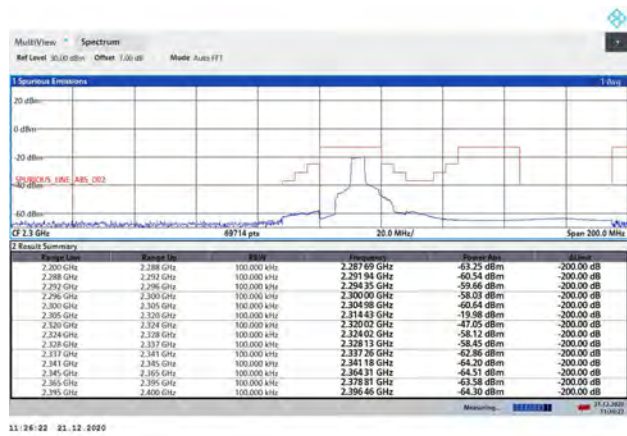 MultiView Spectrum
Ref Level 30.00 dBm Offset 7.00 dB Mode Auto FFT
1 Spurious Emissions 1 Avg
20 dBm
0 dBm
-20 dBm
SPURIOUS_LINE_ABS_002
-40 dBm
-60 dBm
CF 2.3 GHz 69714 pts 20.0 MHz/ Span 200.0 MHz
2 Result Summary
Range Low Range Up RBW Frequency Power Abs ΔLimit
2.200 GHz 2.288 GHz 100.000 kHz 2.287 69 GHz -63.25 dBm -200.00 dB
2.288 GHz 2.292 GHz 100.000 kHz 2.291 94 GHz -60.54 dBm -200.00 dB
2.292 GHz 2.296 GHz 100.000 kHz 2.294 35 GHz -59.66 dBm -200.00 dB
2.296 GHz 2.300 GHz 100.000 kHz 2.300 00 GHz -58.03 dBm -200.00 dB
2.300 GHz 2.305 GHz 100.000 kHz 2.304 98 GHz -60.64 dBm -200.00 dB
2.305 GHz 2.320 GHz 100.000 kHz 2.314 43 GHz -19.98 dBm -200.00 dB
2.320 GHz 2.324 GHz 100.000 kHz 2.320 02 GHz -47.05 dBm -200.00 dB
2.324 GHz 2.328 GHz 100.000 kHz 2.324 02 GHz -58.12 dBm -200.00 dB
2.328 GHz 2.337 GHz 100.000 kHz 2.328 13 GHz -58.45 dBm -200.00 dB
2.337 GHz 2.341 GHz 100.000 kHz 2.337 26 GHz -62.86 dBm -200.00 dB
2.341 GHz 2.345 GHz 100.000 kHz 2.341 18 GHz -64.20 dBm -200.00 dB
2.345 GHz 2.365 GHz 100.000 kHz 2.364 31 GHz -64.51 dBm -200.00 dB
2.365 GHz 2.395 GHz 100.000 kHz 2.378 81 GHz -63.58 dBm -200.00 dB
2.395 GHz 2.400 GHz 100.000 kHz 2.396 46 GHz -64.30 dBm -200.00 dB
Measuring... 21.12.2020
11:26:22
11:26:22 21.12.2020